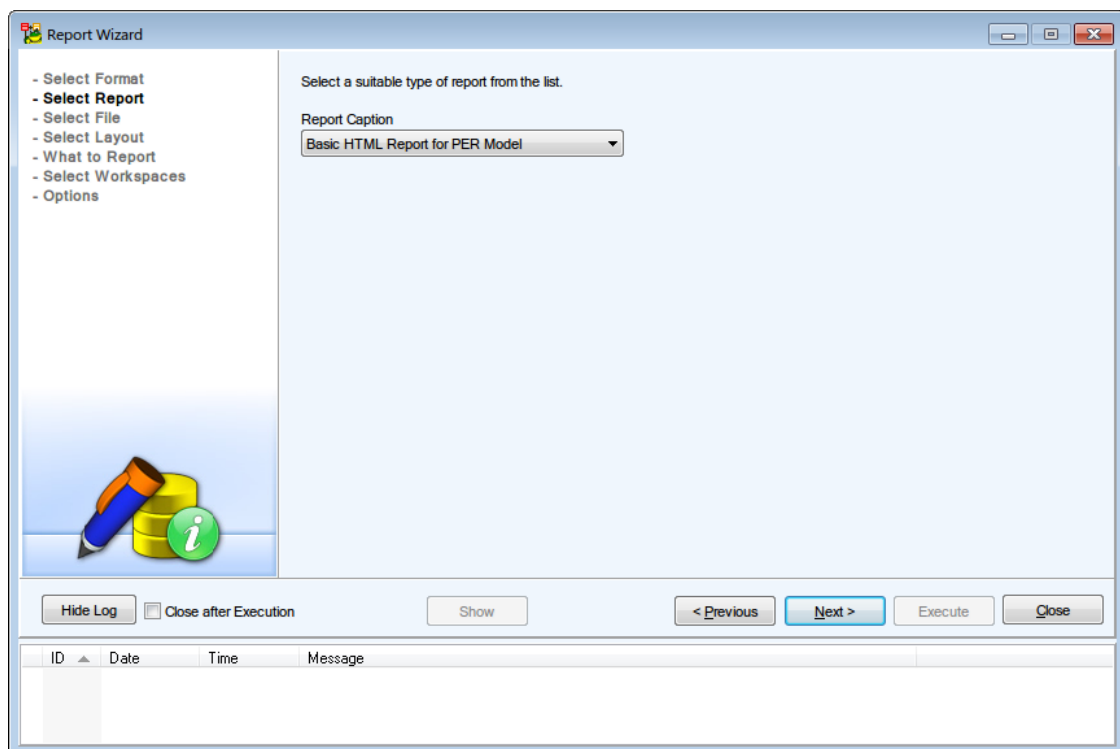 Report Wizard
- Select Format
- Select Report
- Select File
- Select Layout
- What to Report
- Select Workspaces
- Options
Select a suitable type of report from the list.
Report Caption
Basic HTML Report for PER Model
Hide Log Close after Execution Show < Previous Next > Execute Close
ID Date Time Message